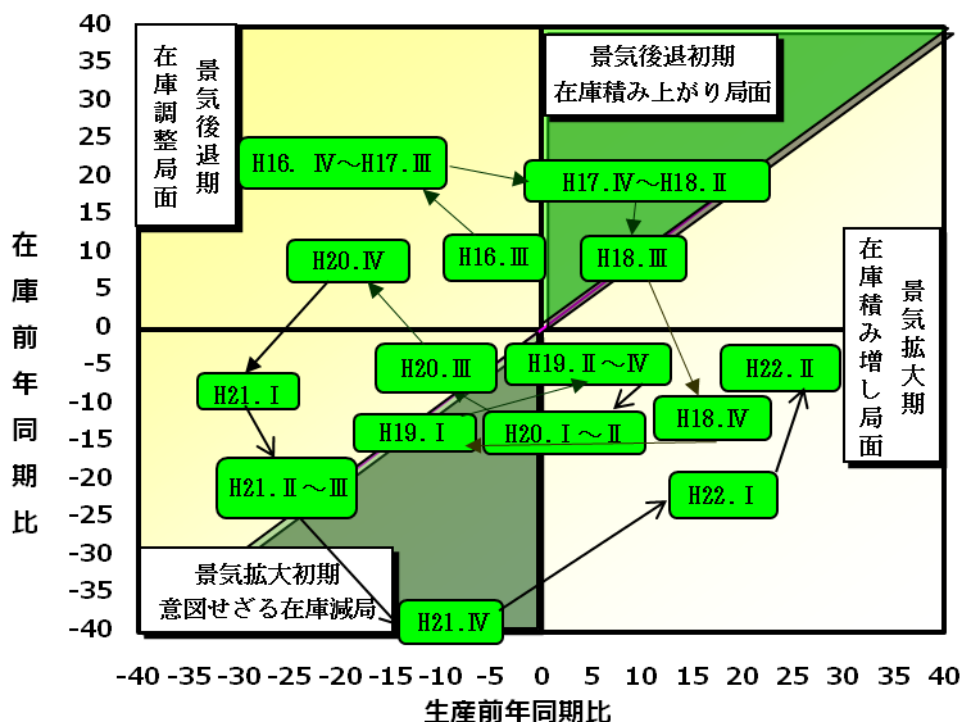 40
35
30
25
20
15
10
5
0
-5
-10
-15
-20
-25
-30
-35
-40
在庫前年同期比
景気後退期
在庫調整局面
景気後退初期
在庫積み上がり局面
H16. Ⅳ～H17.Ⅲ
H17.Ⅳ～H18.Ⅱ
H16.Ⅲ
H18.Ⅲ
H20.Ⅳ
景気拡大期
在庫積み増し局面
H20.Ⅲ
H19.Ⅱ～Ⅳ
H22.Ⅱ
H21.Ⅰ
H19.Ⅰ
H20.Ⅰ～Ⅱ
H18.Ⅳ
H21.Ⅱ～Ⅲ
H22.Ⅰ
景気拡大初期
意図せざる在庫減局
H21.Ⅳ
-40 -35 -30 -25 -20 -15 -10 -5 0 5 10 15 20 25 30 35 40
生産前年同期比